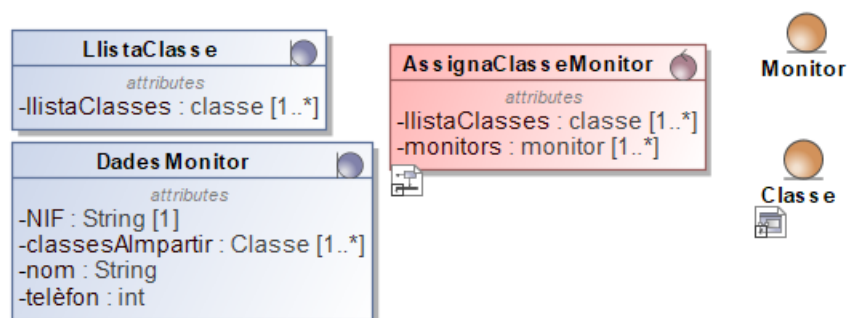 LlistaClasse
attributes
-llistaClasses : classe [1..*]
DadesMonitor
attributes
-NIF : String [1]
-classesAImpartir : Classe [1..*]
-nom : String
-telèfon : int
AssignaClasseMonitor
attributes
-llistaClasses : classe [1..*]
-monitors : monitor [1..*]
Monitor
Classe